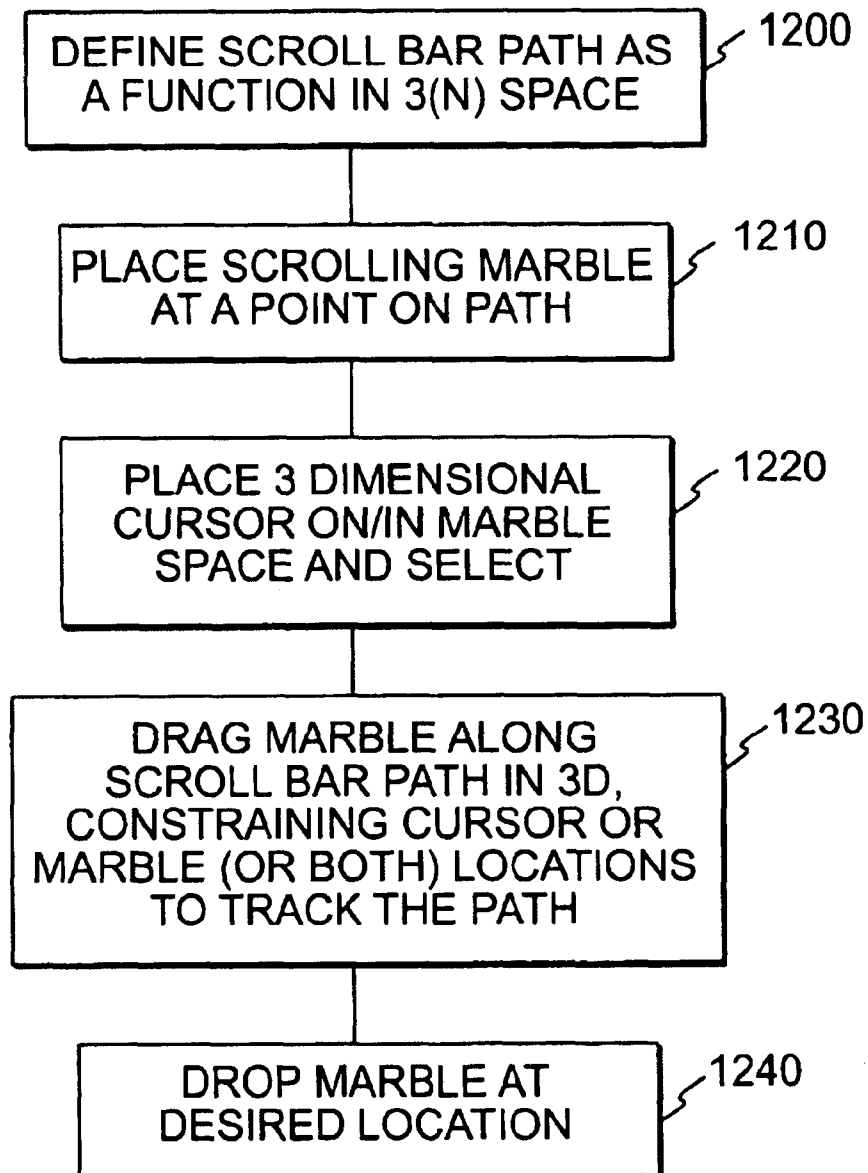 DEFINE SCROLL BAR PATH AS
A FUNCTION IN 3(N) SPACE
1200
PLACE SCROLLING MARBLE
AT A POINT ON PATH
1210
PLACE 3 DIMENSIONAL
CURSOR ON/IN MARBLE
SPACE AND SELECT
1220
DRAG MARBLE ALONG
SCROLL BAR PATH IN 3D,
CONSTRAINING CURSOR OR
MARBLE (OR BOTH) LOCATIONS
TO TRACK THE PATH
1230
DROP MARBLE AT
DESIRED LOCATION
1240